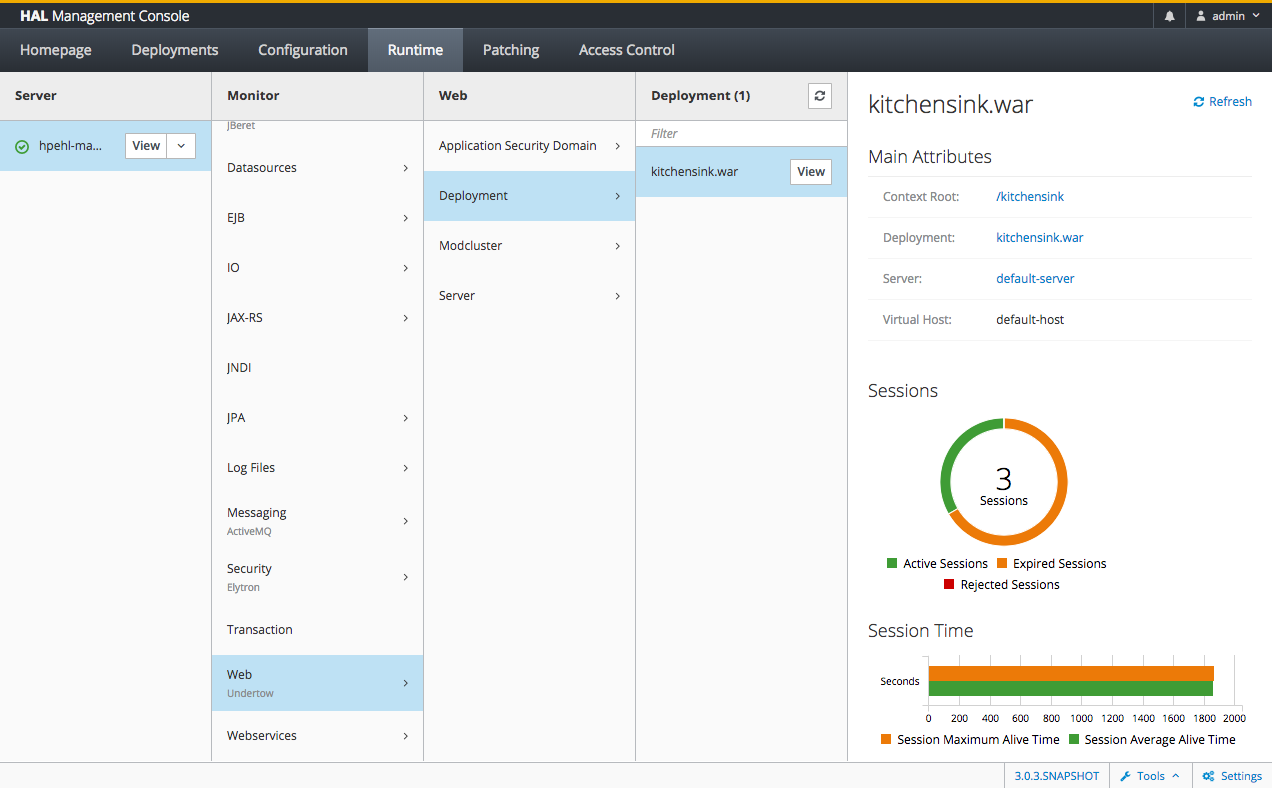 HAL Management Console
admin
Homepage
Deployments
Configuration
Runtime
Patching
Access Control
Server
hpehl-ma...
View
Monitor
JBeret
Datasources
EJB
IO
JAX-RS
JNDI
JPA
Log Files
Messaging
ActiveMQ
Security
Elytron
Transaction
Web
Undertow
Webservices
Web
Application Security Domain
Deployment
Modcluster
Server
Deployment (1)
Filter
kitchensink.war
View
kitchensink.war
Refresh
Main Attributes
Context Root: /kitchensink
Deployment: kitchensink.war
Server: default-server
Virtual Host: default-host
Sessions
3
Sessions
Active Sessions Expired Sessions
Rejected Sessions
Session Time
Seconds
0 200 400 600 800 1000 1200 1400 1600 1800 2000
Session Maximum Alive Time Session Average Alive Time
3.0.3.SNAPSHOT
Tools
Settings